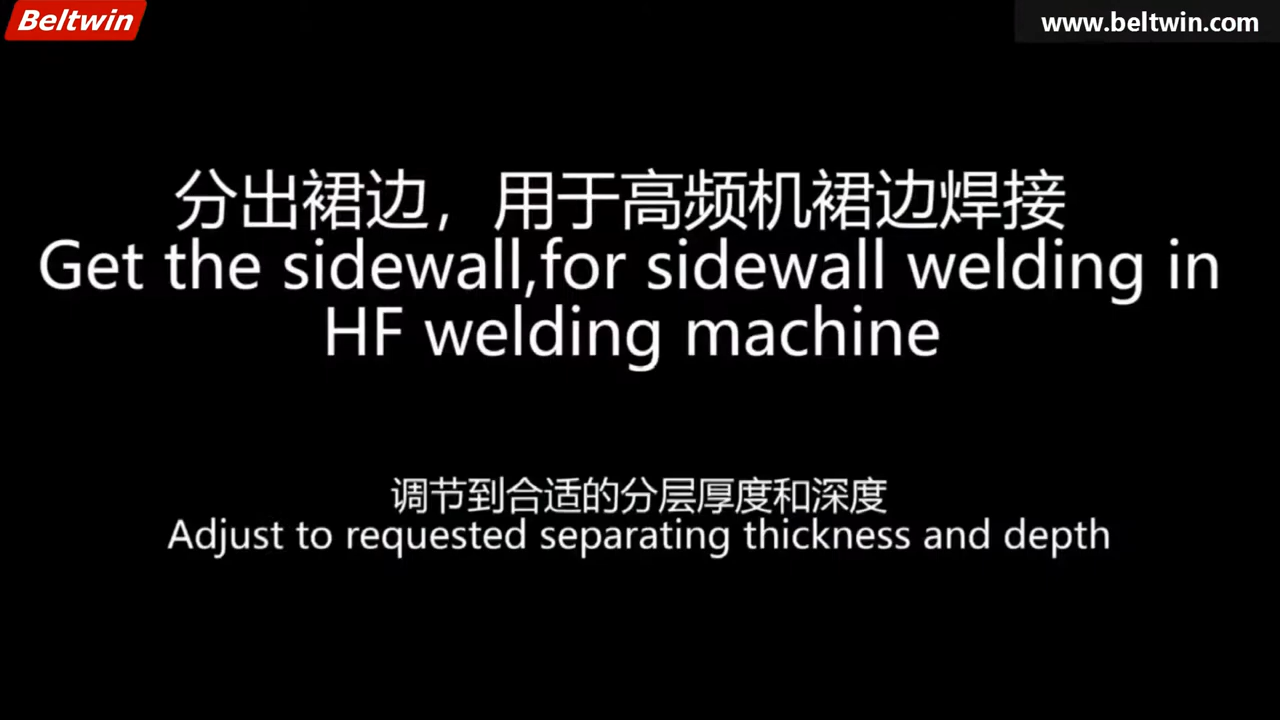 Beltwin
www.beltwin.com
分出裙边，用于高频机裙边焊接
Get the sidewall,for sidewall welding in
HF welding machine
调节到合适的分层厚度和深度
Adjust to requested separating thickness and depth